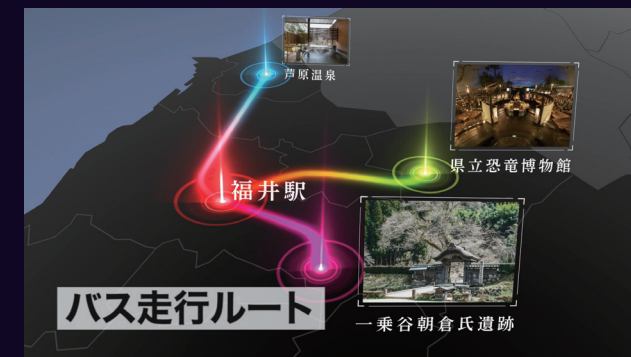 芦原温泉
県立恐竜博物館
福井駅
一乗谷朝倉氏遺跡
バス走行ルート